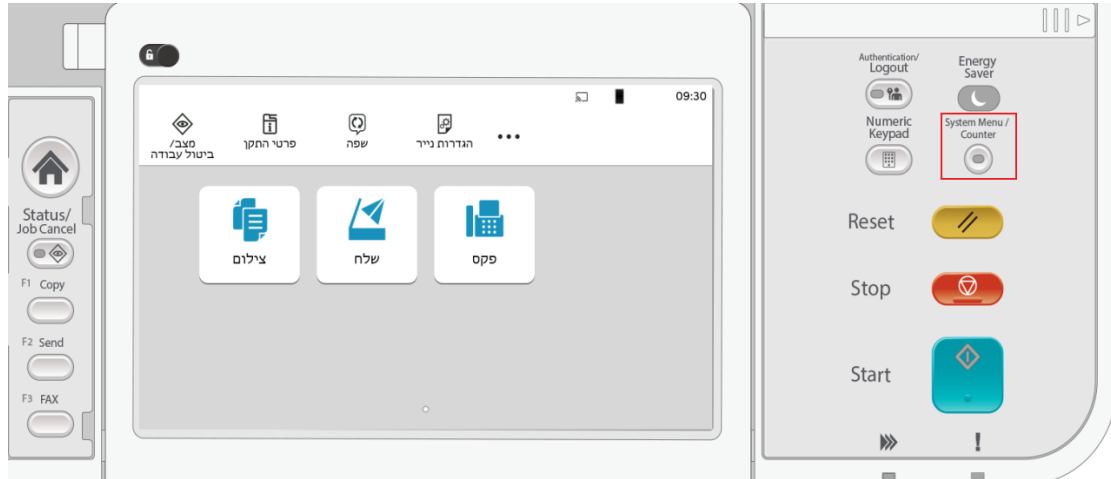 09:30
מצב/
ביטול עבודה
פרטי התקן
שפה
הגדרות נייר
צילום
שלח
פקס
Status/
Job Cancel
F1 Copy
F2 Send
F3 FAX
Authentication/
Logout
Energy
Saver
Numeric
Keypad
System Menu /
Counter
Reset
Stop
Start